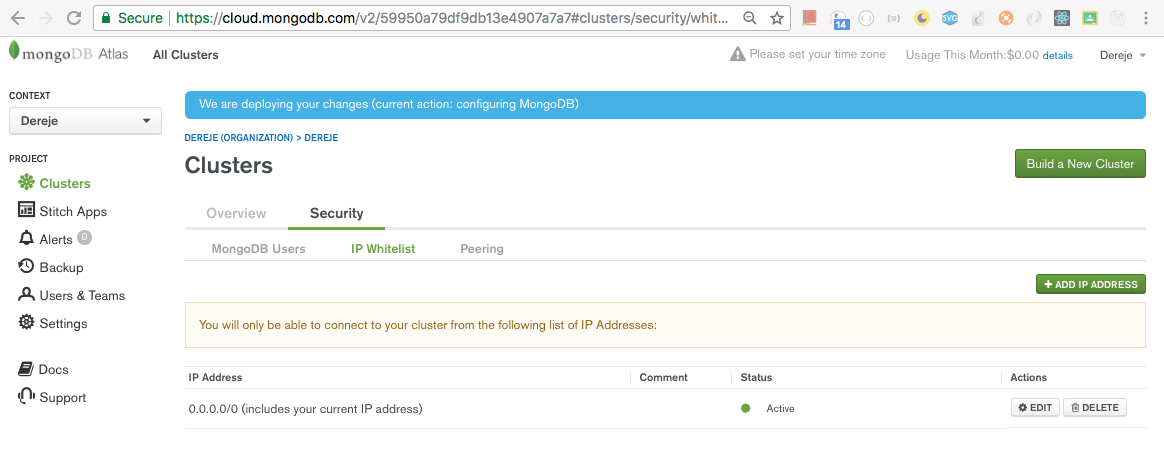 Secure https://cloud.mongodb.com/v2/59950a79df9db13e4907a7a7#clusters/security/whit...
14
mongoDB Atlas All Clusters Please set your time zone Usage This Month:$0.00 details Dereje
CONTEXT
Dereje
We are deploying your changes (current action: configuring MongoDB)
DEREJE (ORGANIZATION) > DEREJE
PROJECT
Clusters
Stitch Apps
Alerts 0
Backup
Users & Teams
Settings
Docs
Support
Clusters
Build a New Cluster
Overview Security
MongoDB Users IP Whitelist Peering
+ ADD IP ADDRESS
You will only be able to connect to your cluster from the following list of IP Addresses:
IP Address Comment Status Actions
0.0.0.0/0 (includes your current IP address) Active EDIT DELETE